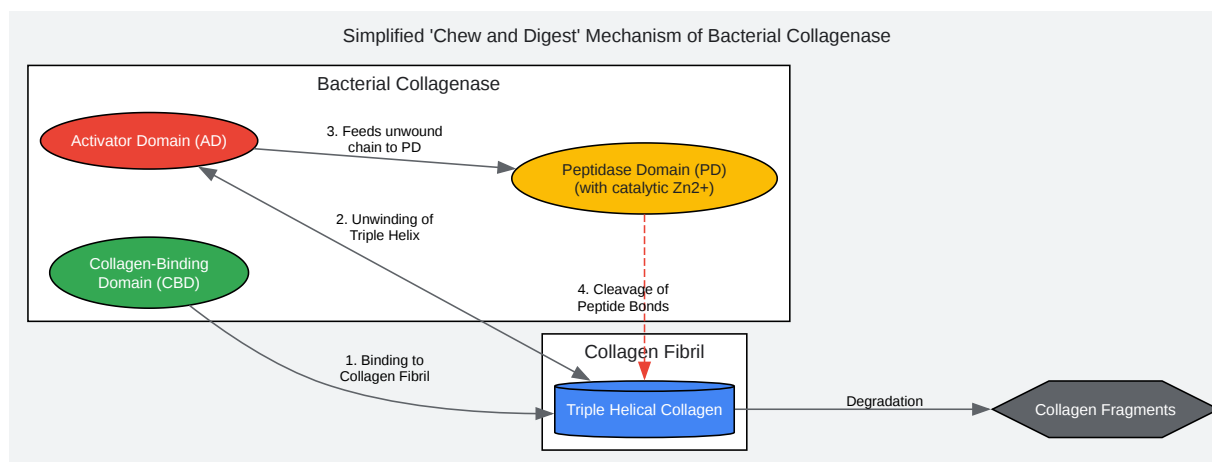 Simplified 'Chew and Digest' Mechanism of Bacterial Collagenase
Bacterial Collagenase
Activator Domain (AD)
3. Feeds unwound
chain to PD
Peptidase Domain (PD)
(with catalytic Zn2+)
2. Unwinding of
Triple Helix
Collagen-Binding
Domain (CBD)
4. Cleavage of
Peptide Bonds
1. Binding to
Collagen Fibril
Collagen Fibril
Triple Helical Collagen
Degradation
Collagen Fragments